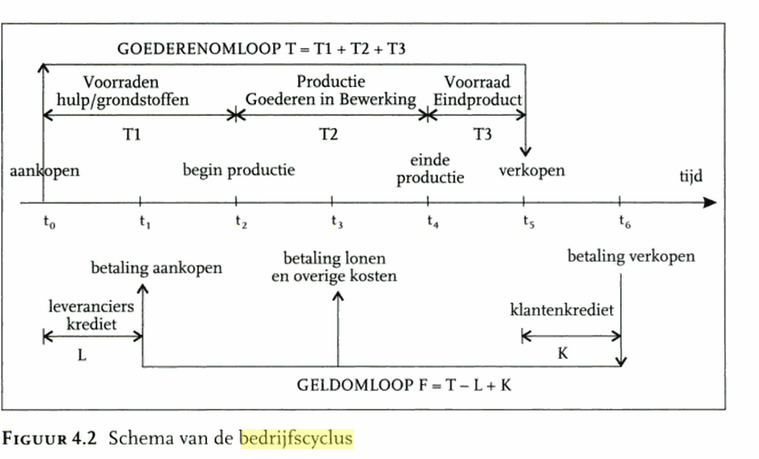 GOEDERENOMLOOP T = T1 + T2 + T3
Voorraden
hulp/grondstoffen
Productie
Goederen in Bewerking
Voorraad
Eindproduct
T1
T2
T3
aankopen
begin productie
einde
productie
verkopen
tijd
t₀
t₁
t₂
t₃
t₄
t₅
t₆
betaling aankopen
betaling lonen
en overige kosten
betaling verkopen
leveranciers
krediet
L
klantenkrediet
K
GELDOMLOOP F = T – L + K
FIGUUR 4.2 Schema van de bedrijfscyclus